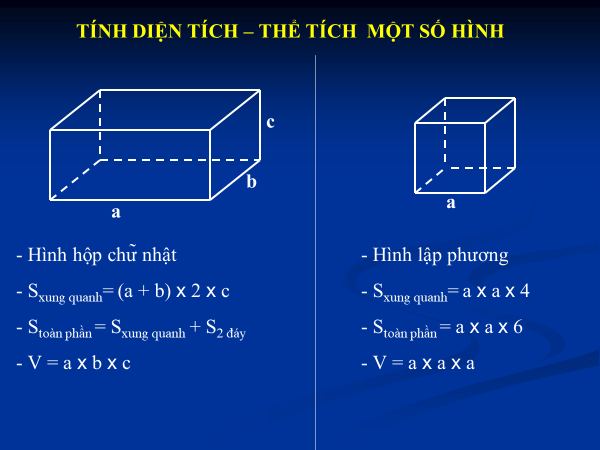 TÍNH DIỆN TÍCH – THỂ TÍCH MỘT SỐ HÌNH
c
b
a
- Hình hộp chữ nhật
- Sxung quanh= (a + b) x 2 x c
- Stoàn phần = Sxung quanh + S2 đáy
- V = a x b x c
a
- Hình lập phương
- Sxung quanh= a x a x 4
- Stoàn phần = a x a x 6
- V = a x a x a